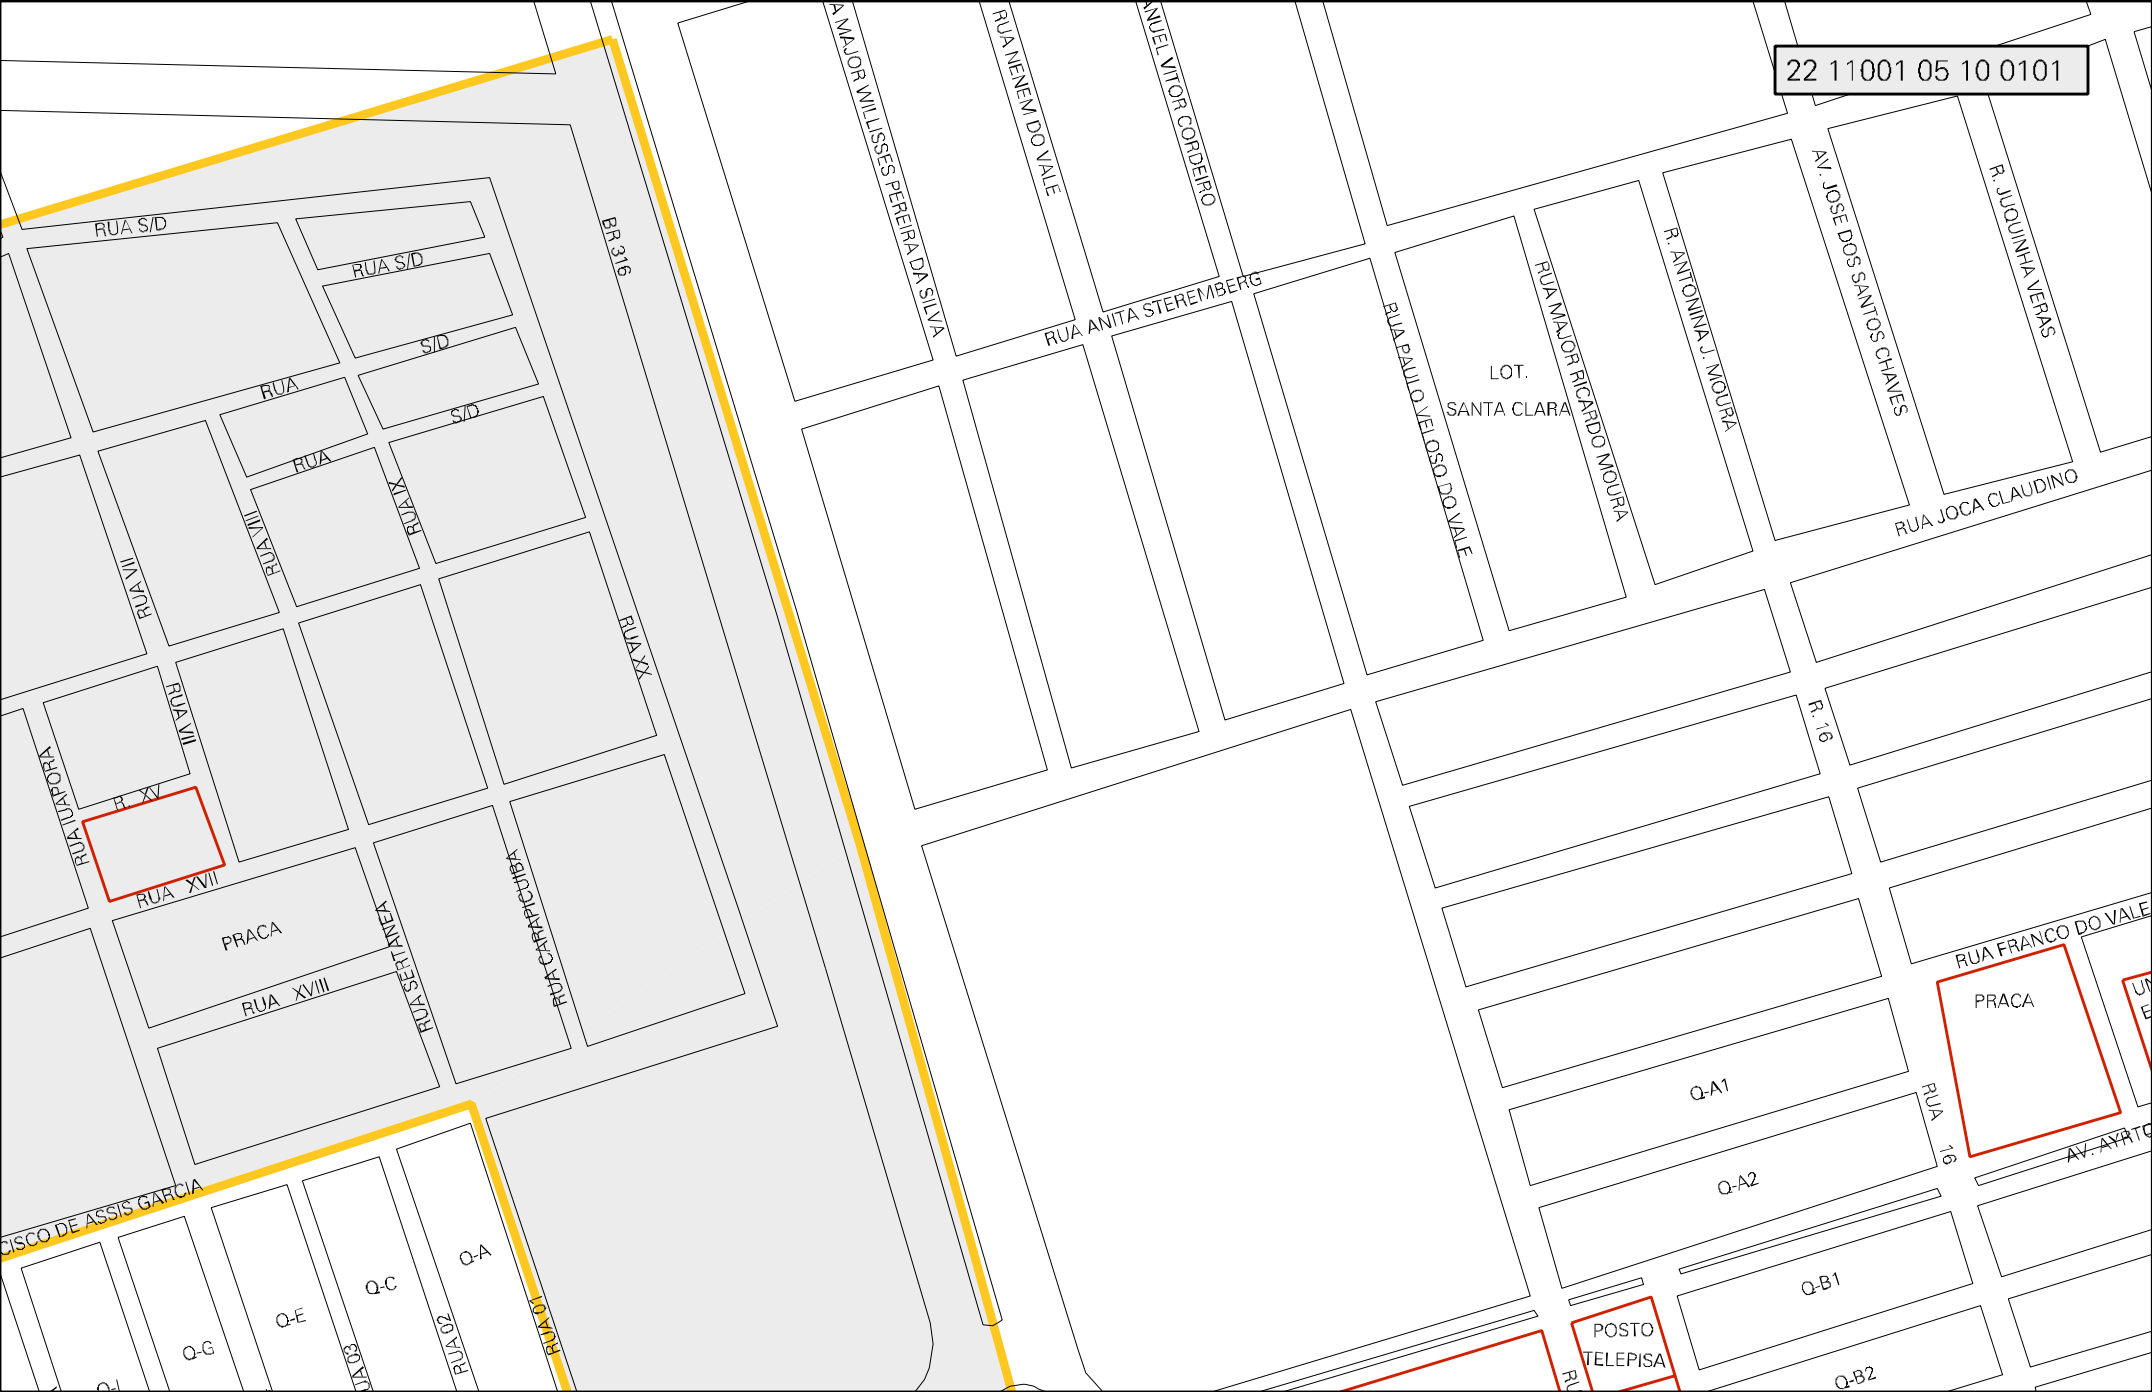 22 11001 05 10 0101
MAJOR WILLISSES PEREIRA DA SILVA
RUA NENEM DO VALE
VITOR CORDEIRO
AV. JOSE DOS SANTOS CHAVES
R. JUQUINHA VERAS
RUA S/D
RUA S/D
BR 316
RUA ANITA STEREMBERG
RUA PAULO VELOSO DO VALE
RUA MAJOR RICARDO MOURA
R. ANTONINA J. MOURA
LOT.
SANTA CLARA
RUA S/D
RUA S/D
RUA JOCA CLAUDINO
RUA VII
RUA VIII
RUA IX
RUA XX
RUA VII
R. 16
RUA IUAPORA
R. XV
RUA XVII
PRACA
RUA SERTANEA
RUA CARAPICUIBA
RUA XVIII
RUA FRANCO DO VALE
PRACA
Q-A1
RUA 16
Q-A2
CISCO DE ASSIS GARCIA
Q-A
Q-C
Q-E
Q-G
RUA 01
RUA 02
03
Q-B1
POSTO
TELEPISA
Q-B2